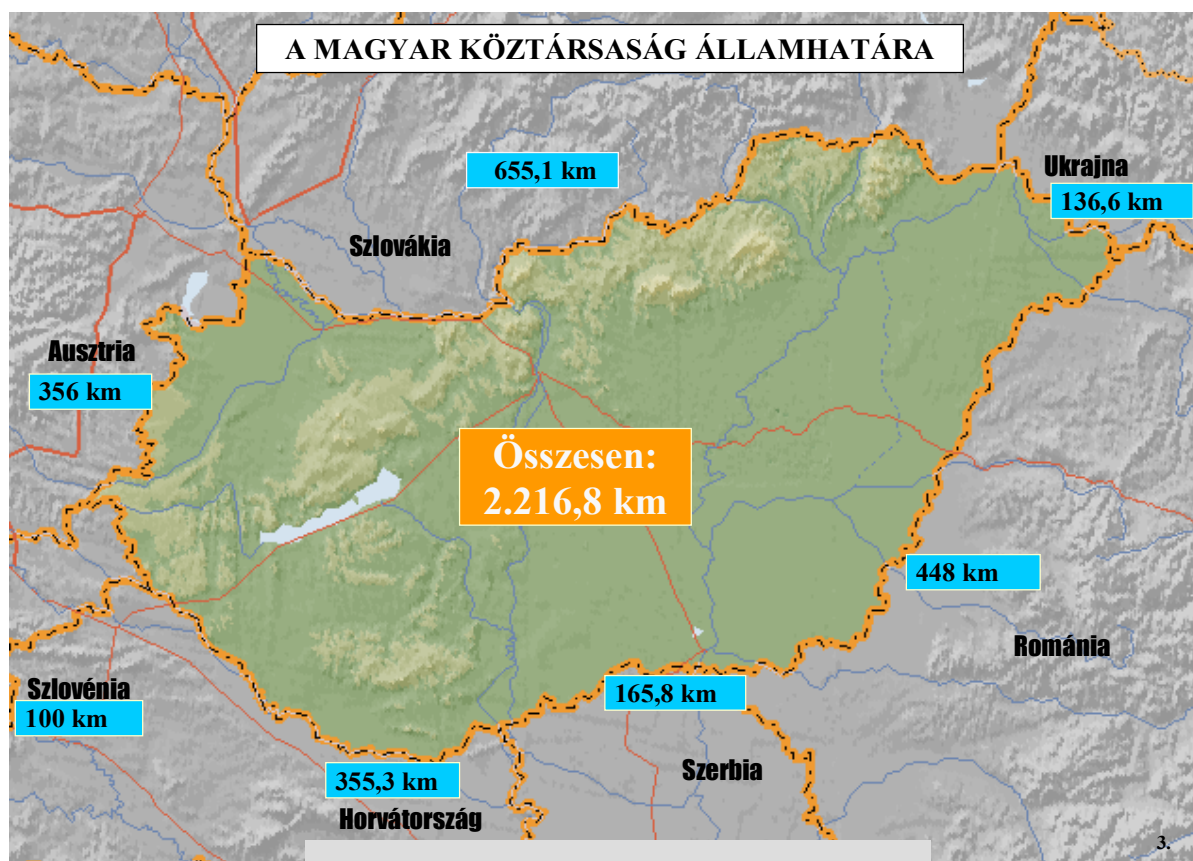 A MAGYAR KÖZTÁRSASÁG ÁLLAMHATÁRA
655,1 km
Ukrajna
136,6 km
Szlovákia
Ausztria
356 km
Összesen:
2.216,8 km
448 km
Románia
Szlovénia
100 km
165,8 km
Szerbia
355,3 km
Horvátország
3.